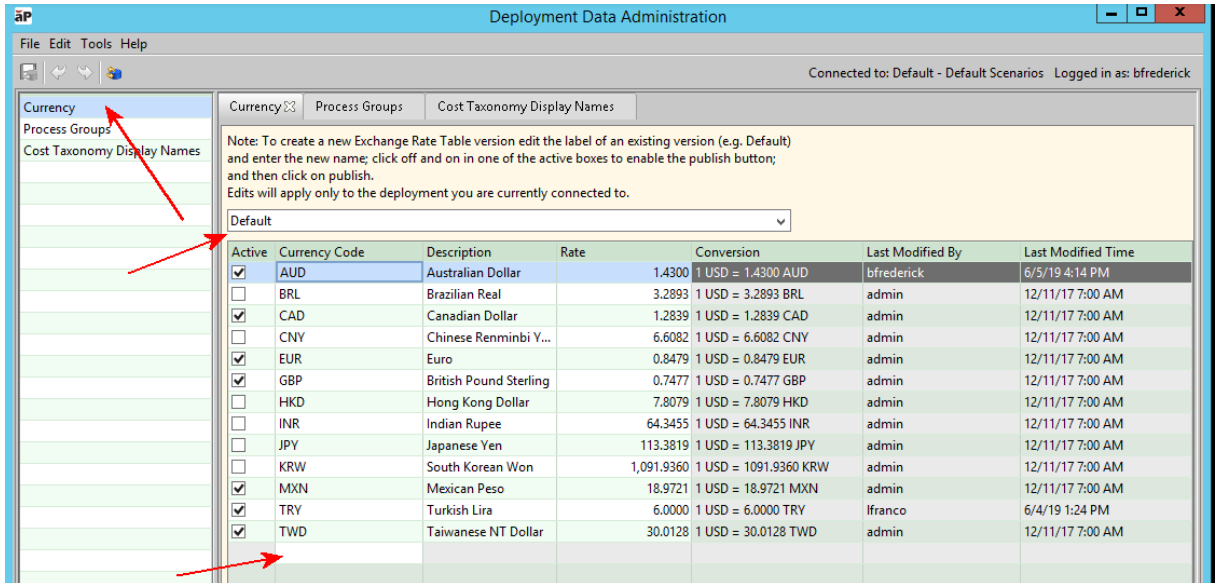 āP Deployment Data Administration
File Edit Tools Help
Connected to: Default - Default Scenarios Logged in as: bfrederick
Currency
Process Groups
Cost Taxonomy Display Names
Currency Process Groups Cost Taxonomy Display Names
Note: To create a new Exchange Rate Table version edit the label of an existing version (e.g. Default)
and enter the new name; click off and on in one of the active boxes to enable the publish button;
and then click on publish.
Edits will apply only to the deployment you are currently connected to.
Default
Active Currency Code Description Rate Conversion Last Modified By Last Modified Time
AUD Australian Dollar 1.4300 1 USD = 1.4300 AUD bfrederick 6/5/19 4:14 PM
BRL Brazilian Real 3.2893 1 USD = 3.2893 BRL admin 12/11/17 7:00 AM
CAD Canadian Dollar 1.2839 1 USD = 1.2839 CAD admin 12/11/17 7:00 AM
CNY Chinese Renminbi Y... 6.6082 1 USD = 6.6082 CNY admin 12/11/17 7:00 AM
EUR Euro 0.8479 1 USD = 0.8479 EUR admin 12/11/17 7:00 AM
GBP British Pound Sterling 0.7477 1 USD = 0.7477 GBP admin 12/11/17 7:00 AM
HKD Hong Kong Dollar 7.8079 1 USD = 7.8079 HKD admin 12/11/17 7:00 AM
INR Indian Rupee 64.3455 1 USD = 64.3455 INR admin 12/11/17 7:00 AM
JPY Japanese Yen 113.3819 1 USD = 113.3819 JPY admin 12/11/17 7:00 AM
KRW South Korean Won 1,091.9360 1 USD = 1091.9360 KRW admin 12/11/17 7:00 AM
MXN Mexican Peso 18.9721 1 USD = 18.9721 MXN admin 12/11/17 7:00 AM
TRY Turkish Lira 6.0000 1 USD = 6.0000 TRY lfranco 6/4/19 1:24 PM
TWD Taiwanese NT Dollar 30.0128 1 USD = 30.0128 TWD admin 12/11/17 7:00 AM